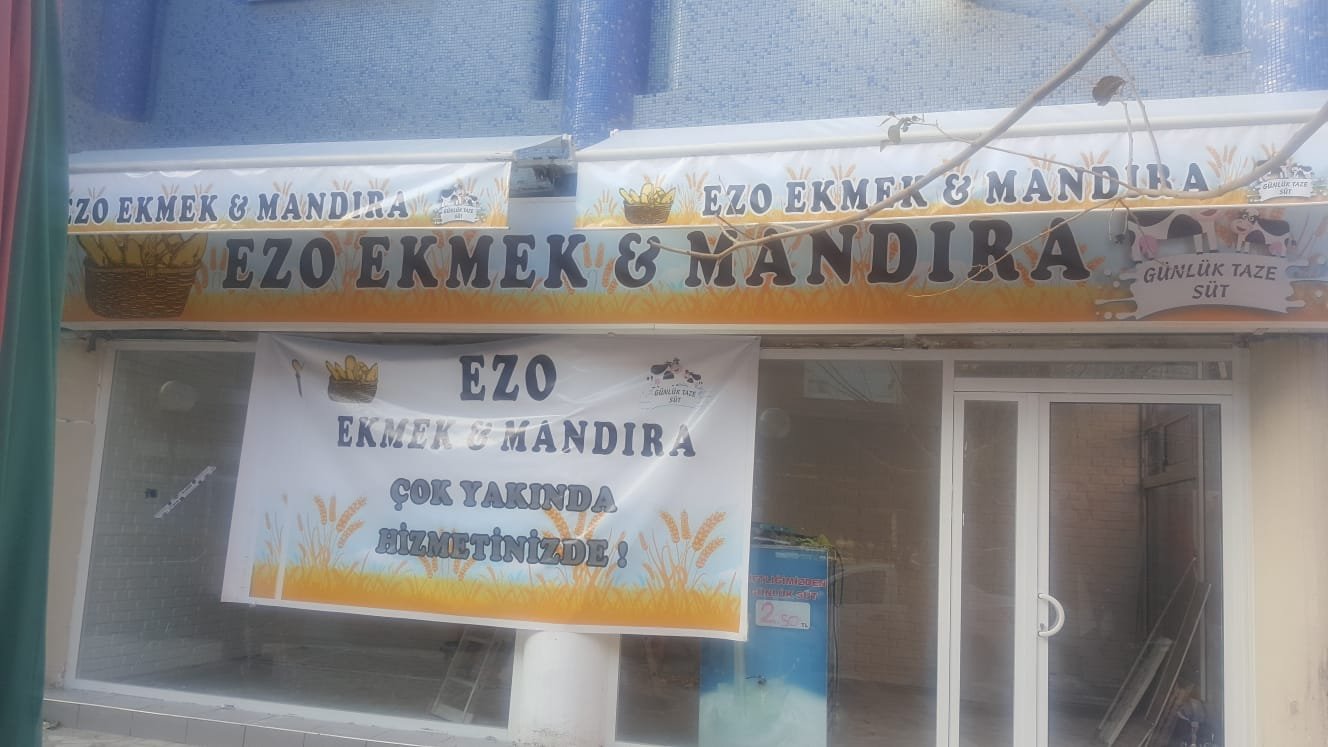 EZO EKMEK & MANDIRA
GÜNLÜK TAZE
SÜT
EZO EKMEK & MANDIRA
GÜNLÜK TAZE
SÜT
EZO EKMEK & MANDIRA
GÜNLÜK TAZE
SÜT
EZO
GÜNLÜK TAZE
SÜT
EKMEK & MANDIRA
ÇOK YAKINDA
HİZMETİNİZDE !
GÜNLÜK SÜT
2.50 TL